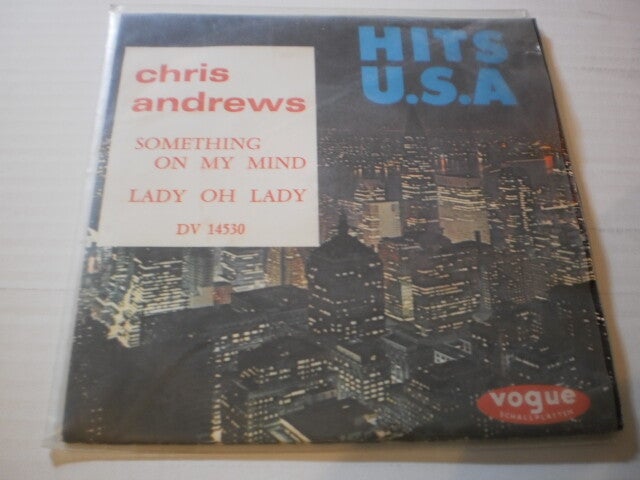 HITS
U.S.A
chris
andrews
SOMETHING
ON MY MIND
LADY OH LADY
DV 14530
vogue
SCHALLPLATTEN